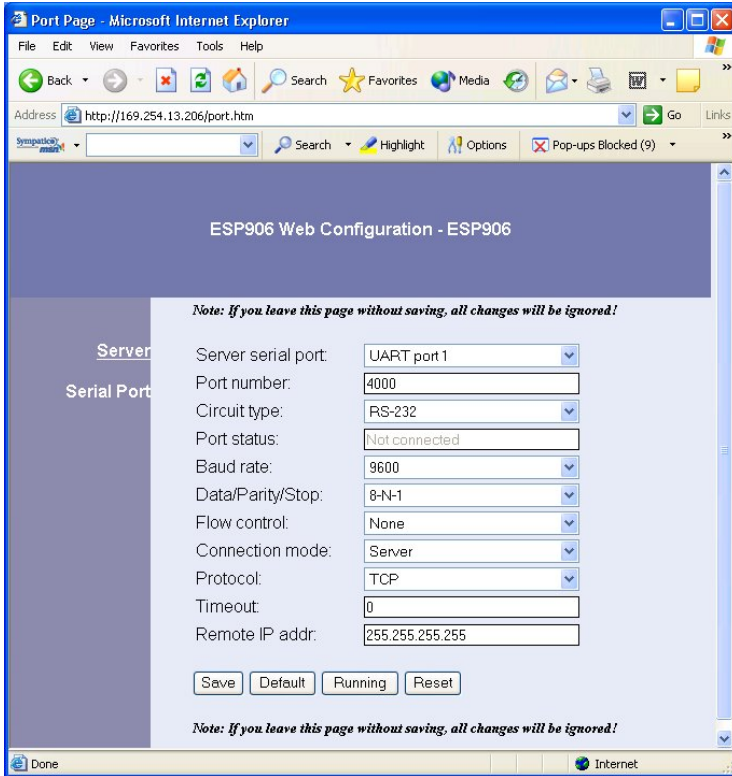 Port Page - Microsoft Internet Explorer
File Edit View Favorites Tools Help
Back Search Favorites Media
Address http://169.254.13.206/port.htm Go Links
Sympatico msn Search Highlight Options Pop-ups Blocked (9)
ESP906 Web Configuration - ESP906
Note: If you leave this page without saving, all changes will be ignored!
Server
Serial Port
Server serial port: UART port 1
Port number: 4000
Circuit type: RS-232
Port status: Not connected
Baud rate: 9600
Data/Parity/Stop: 8-N-1
Flow control: None
Connection mode: Server
Protocol: TCP
Timeout: 0
Remote IP addr: 255.255.255.255
Save Default Running Reset
Note: If you leave this page without saving, all changes will be ignored!
Done Internet